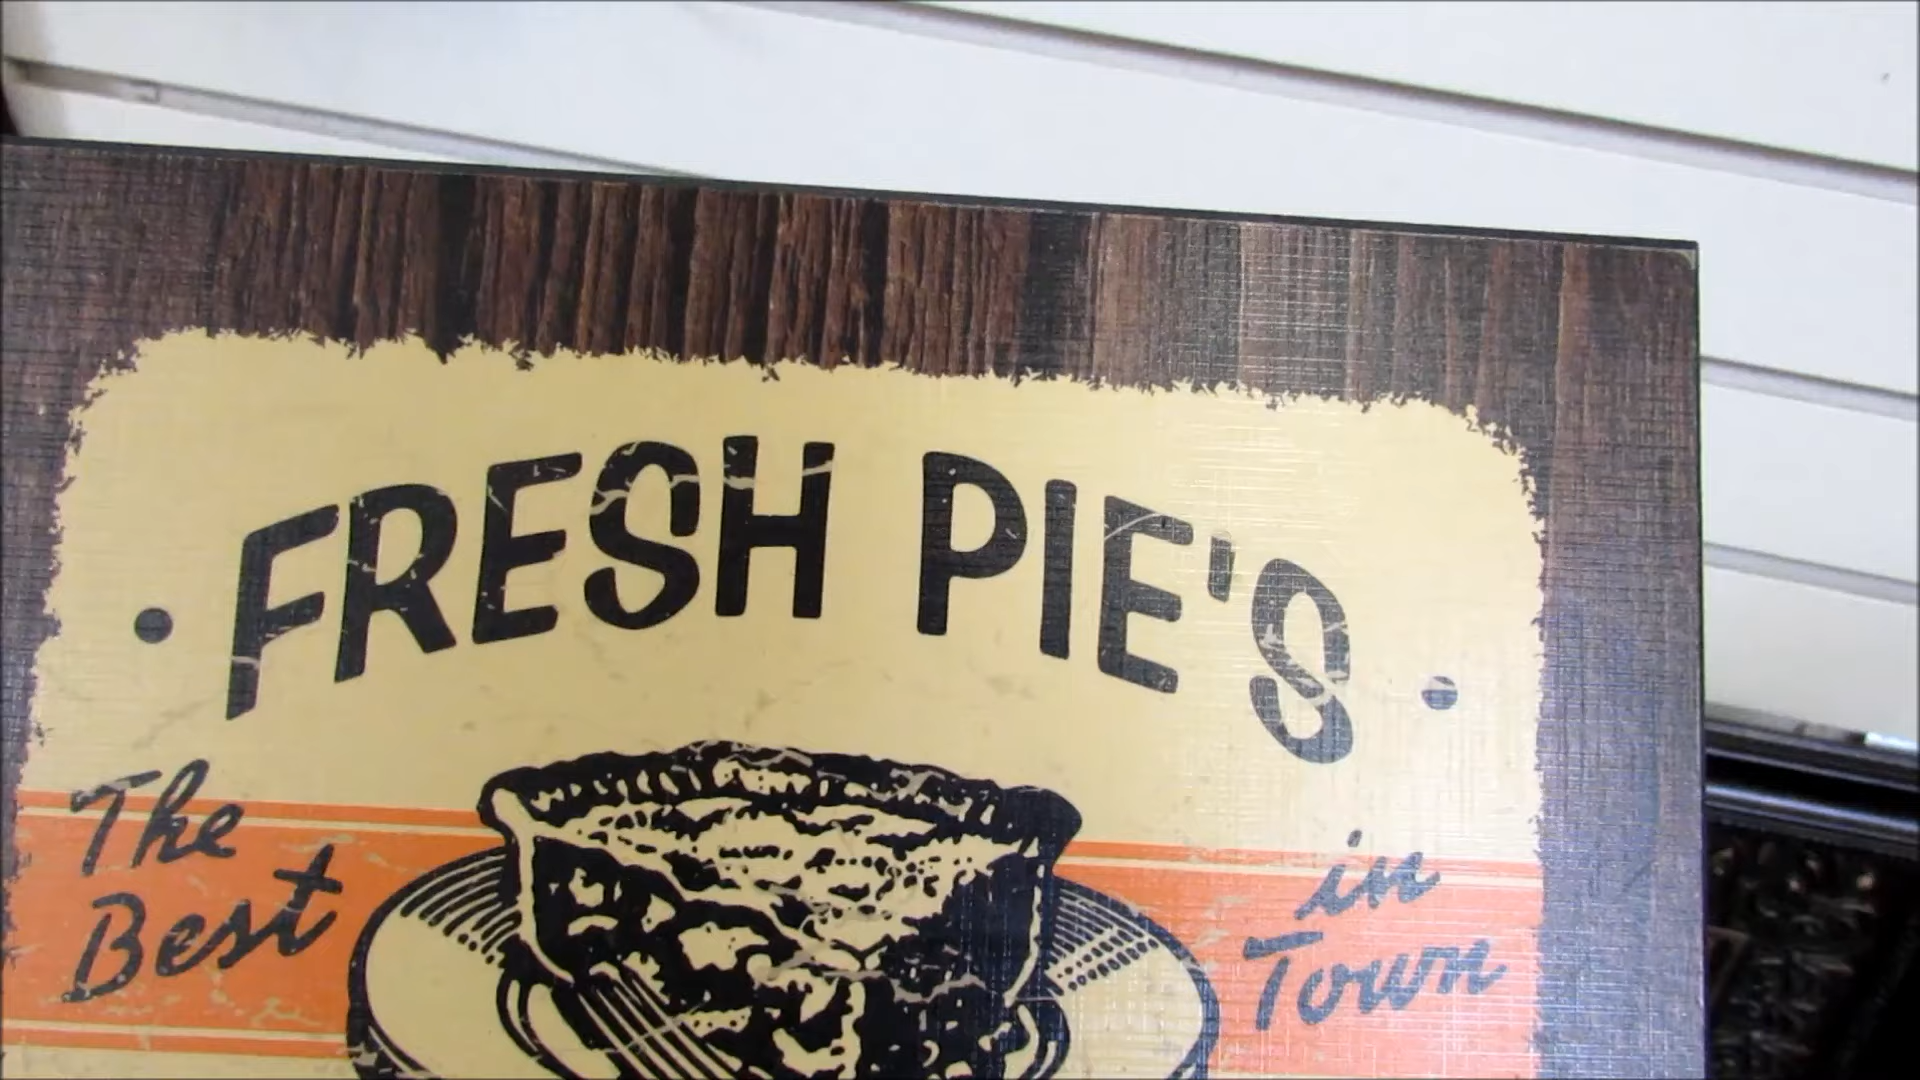 • FRESH PIE'S •
The
Best
in
Town